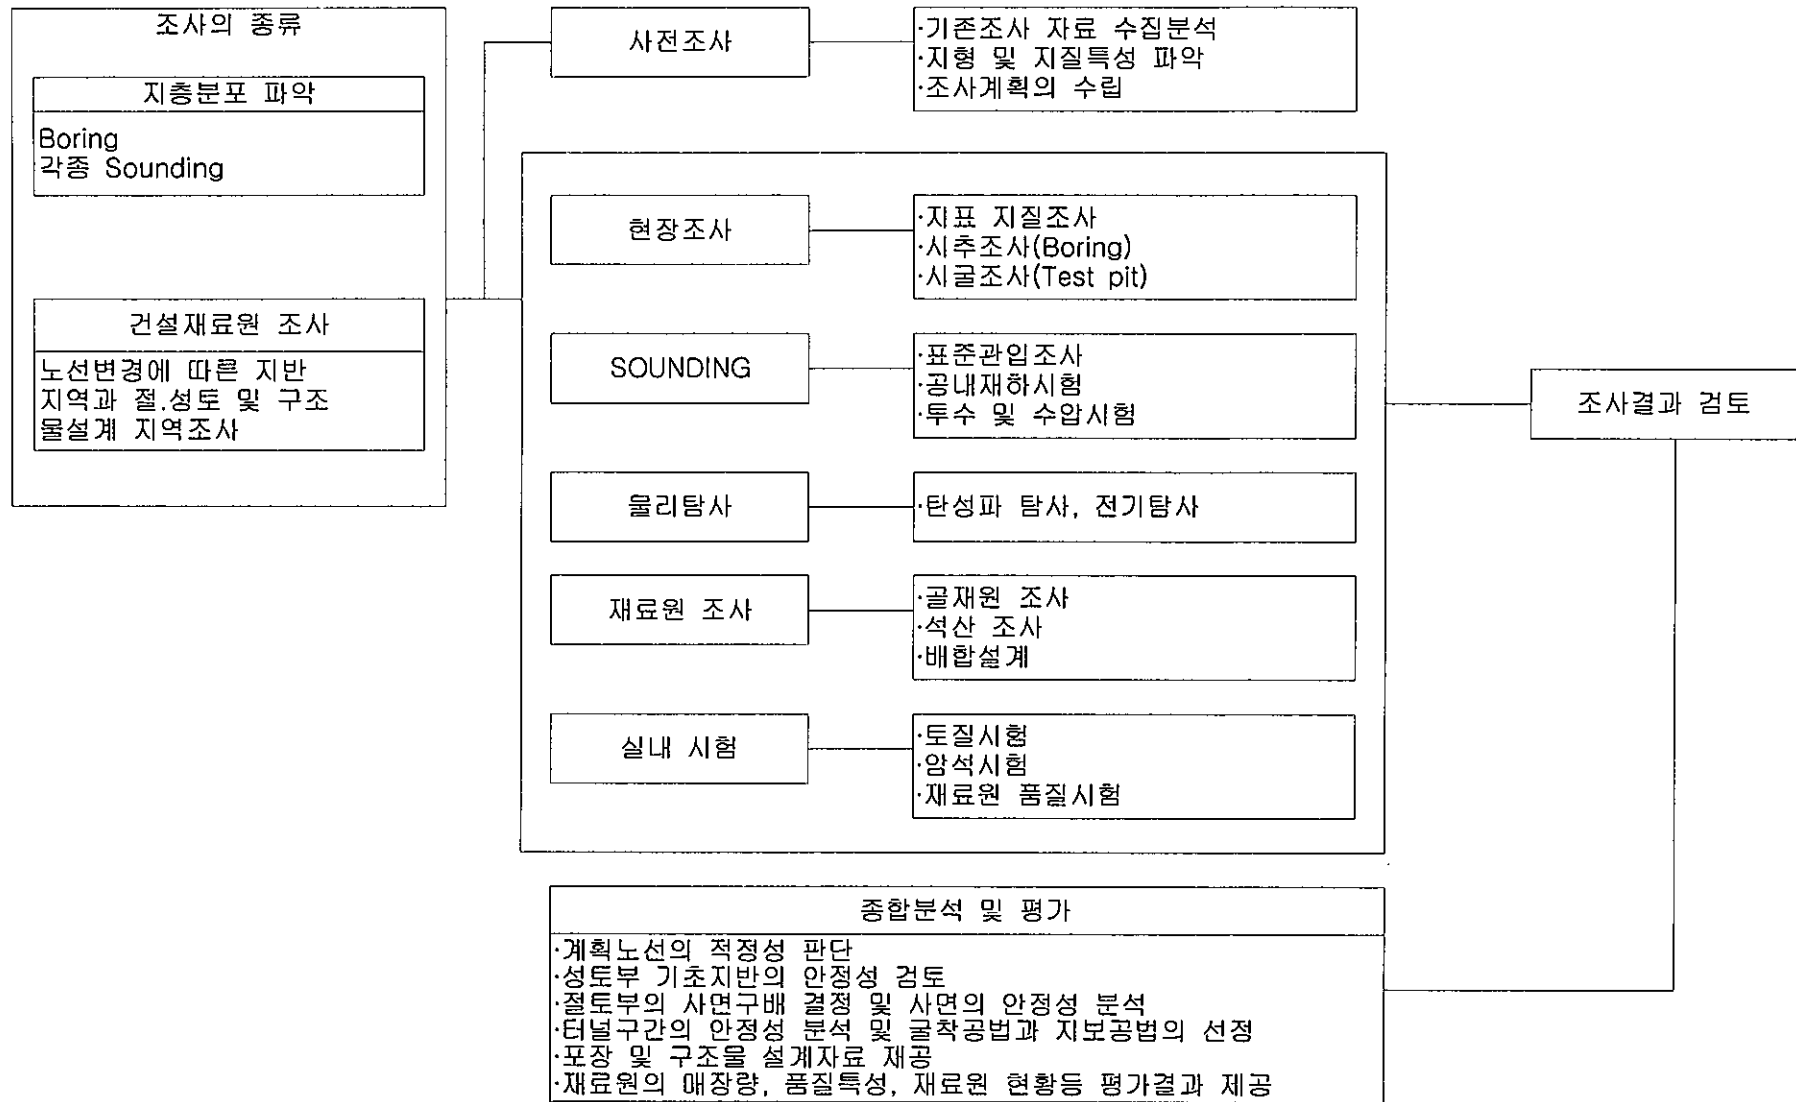 조사의 종류
지층분포 파악
Boring
각종 Sounding
건설재료원 조사
노선변경에 따른 지반
지역과 절.성토 및 구조
물설계 지역조사
사전조사
·기존조사 자료 수집분석
·지형 및 지질특성 파악
·조사계획의 수립
현장조사
·지표 지질조사
·시추조사(Boring)
·시굴조사(Test pit)
SOUNDING
·표준관입조사
·공내재하시험
·투수 및 수압시험
물리탐사
·탄성파 탐사, 전기탐사
재료원 조사
·골재원 조사
·석산 조사
·배합설계
실내 시험
·토질시험
·암석시험
·재료원 품질시험
조사결과 검토
종합분석 및 평가
·계획노선의 적정성 판단
·성토부 기초지반의 안정성 검토
·절토부의 사면구배 결정 및 사면의 안정성 분석
·터널구간의 안정성 분석 및 굴착공법과 지보공법의 선정
·포장 및 구조물 설계자료 제공
·재료원의 매장량, 품질특성, 재료원 현황등 평가결과 제공